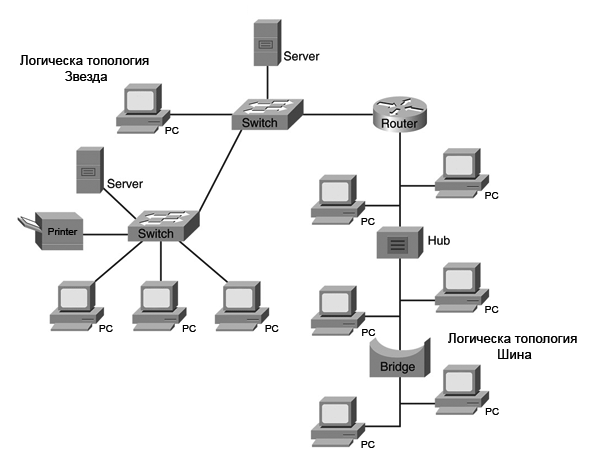 Server
Логическа топология
Звезда
PC
Switch
Router
Server
PC
PC
Printer
Switch
Hub
PC
PC
PC
PC
PC
PC
Логическа топология
Шина
Bridge
PC
PC